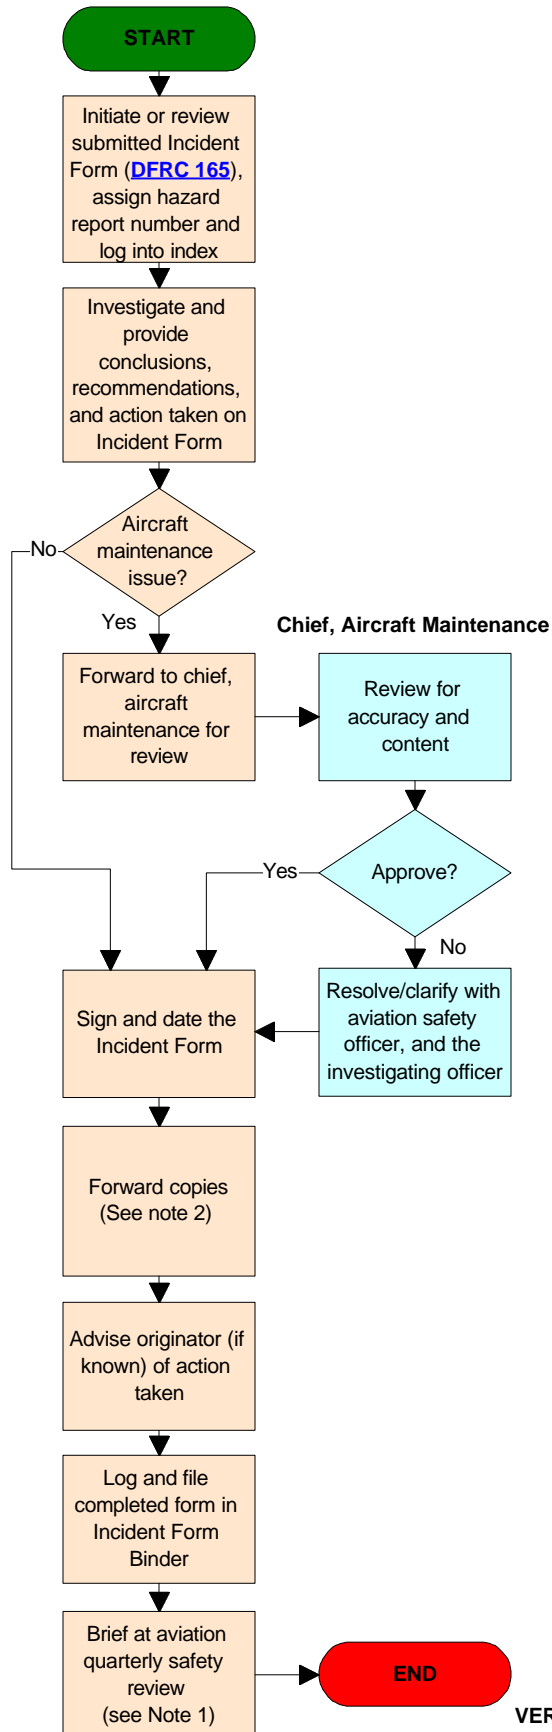 START
Initiate or review
submitted Incident
Form (DFRC 165),
assign hazard
report number and
log into index
Investigate and
provide
conclusions,
recommendations,
and action taken on
Incident Form
Aircraft
maintenance
issue?
No
Yes
Chief, Aircraft Maintenance
Forward to chief,
aircraft
maintenance for
review
Review for
accuracy and
content
Approve?
Yes
No
Resolve/clarify with
aviation safety
officer, and the
investigating officer
Sign and date the
Incident Form
Forward copies
(See note 2)
Advise originator (if
known) of action
taken
Log and file
completed form in
Incident Form
Binder
Brief at aviation
quarterly safety
review
(see Note 1)
END
VER